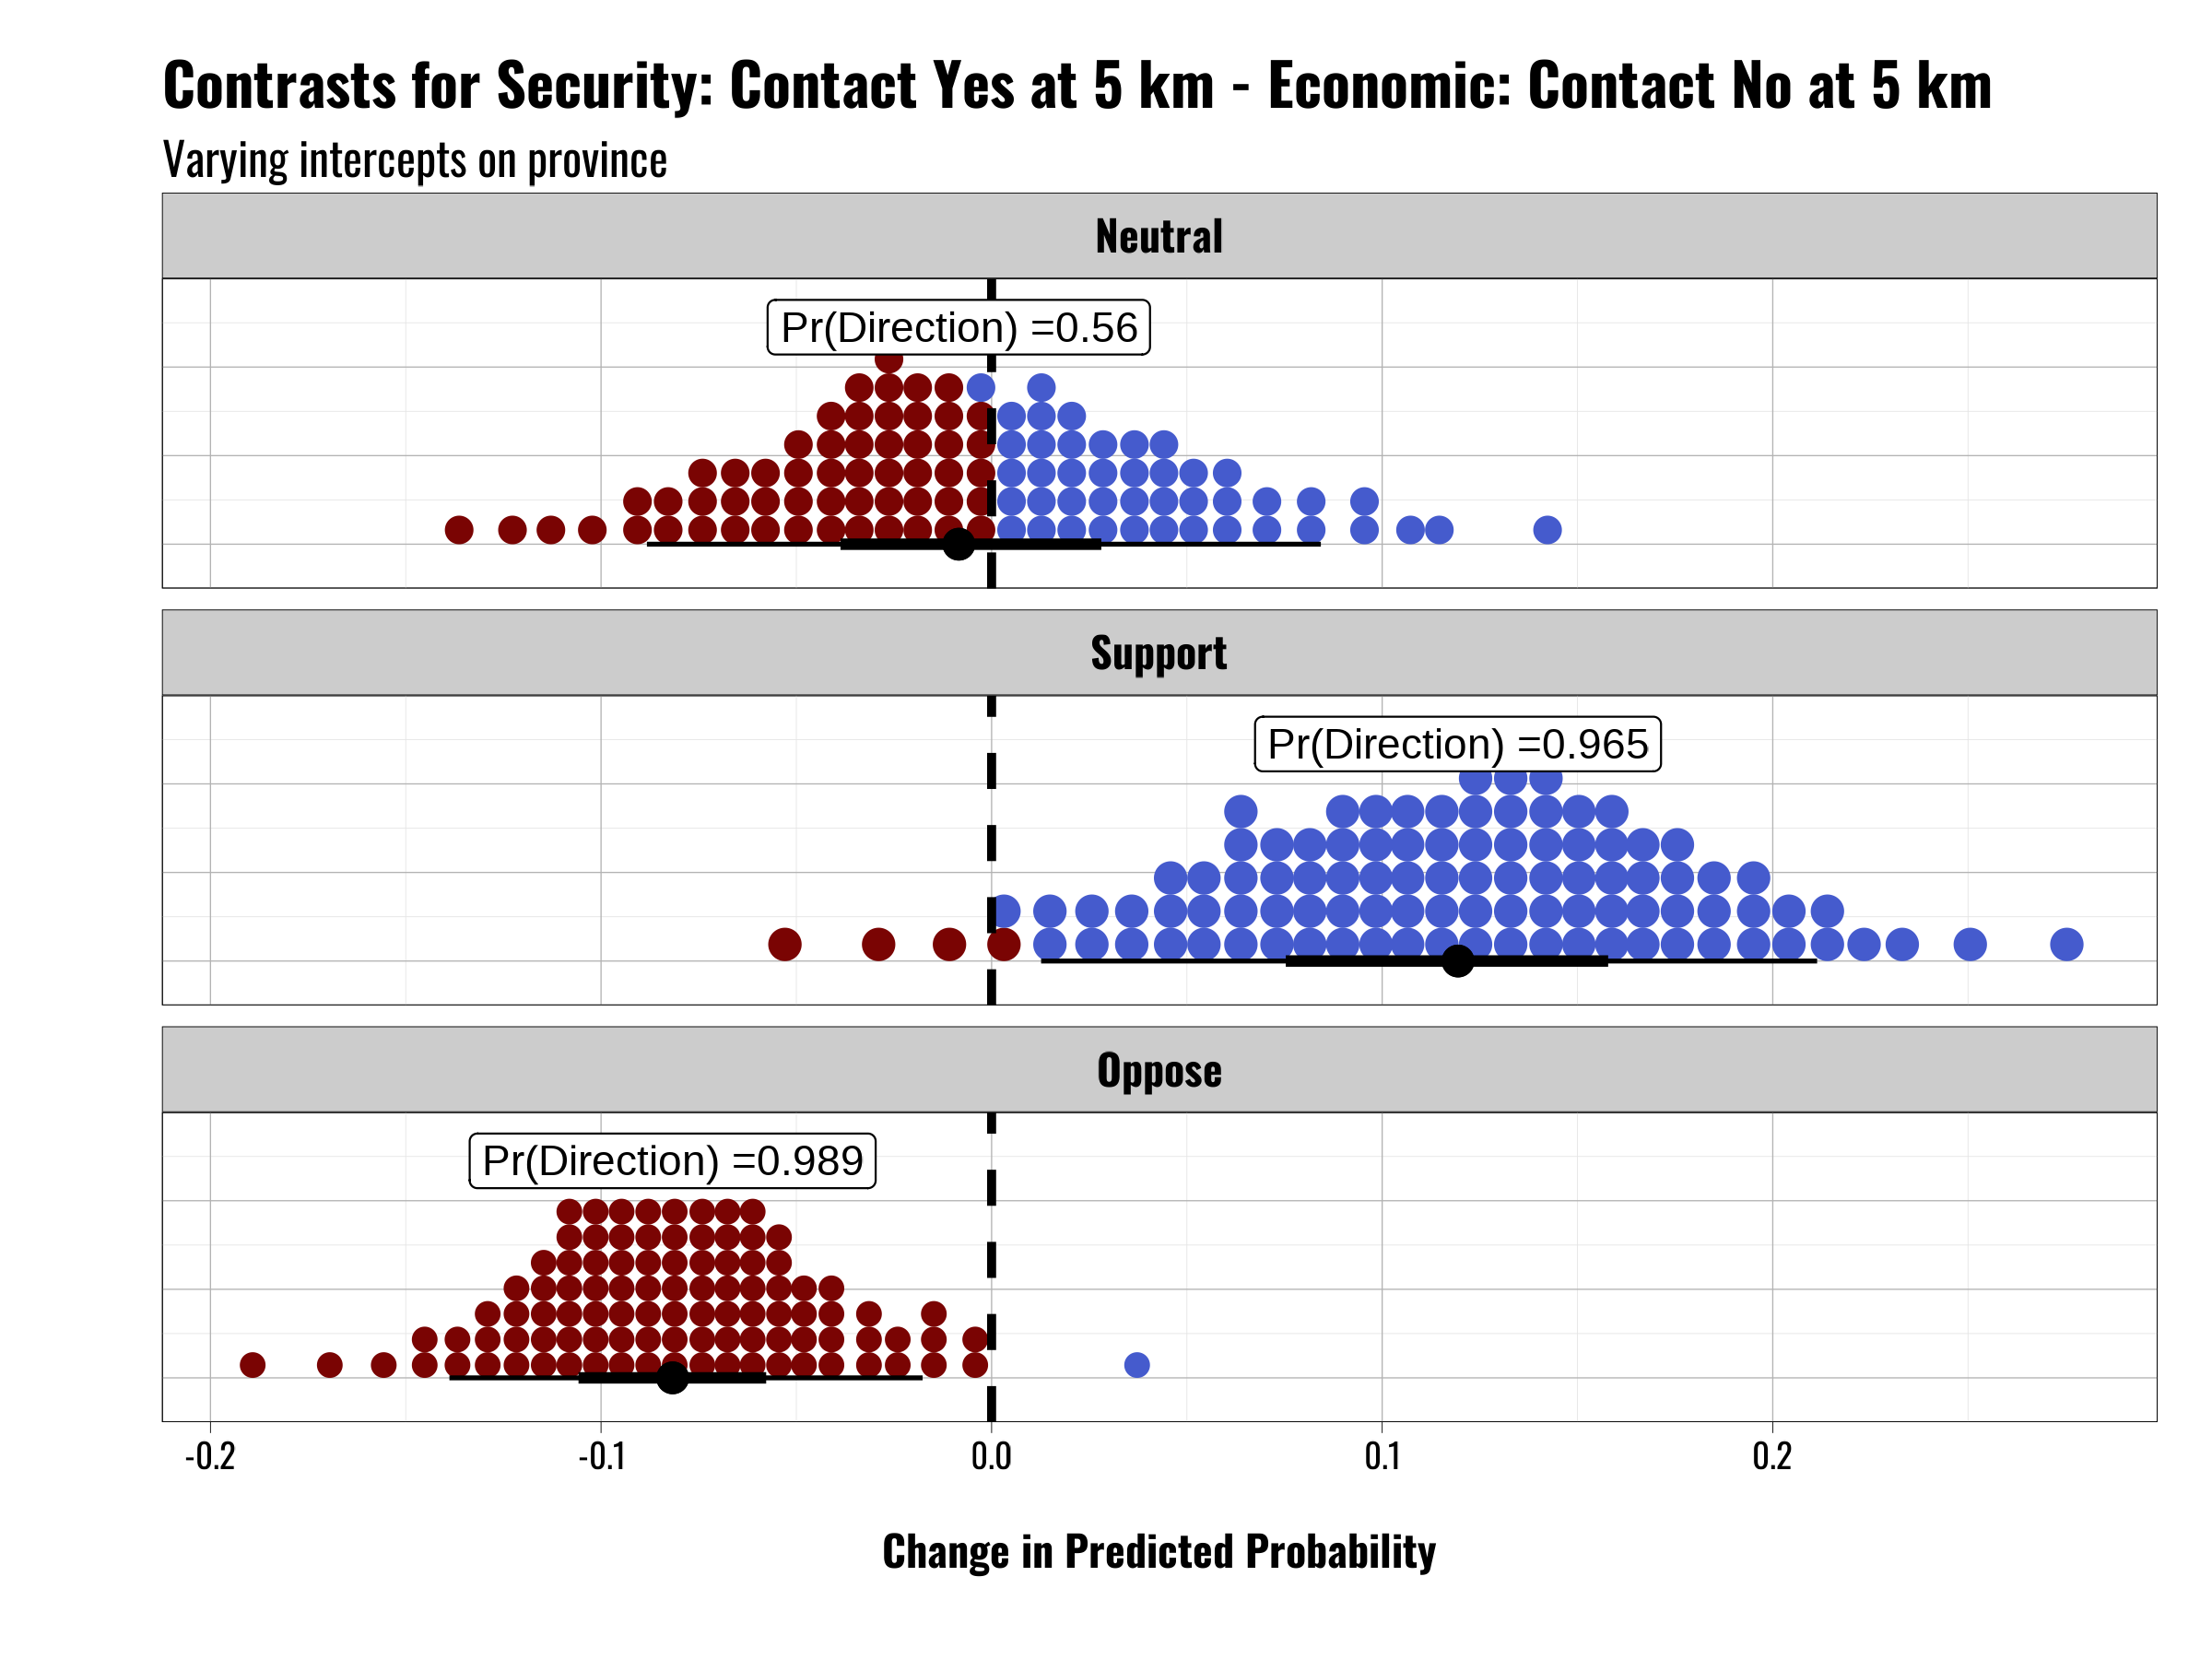 Contrasts for Security: Contact Yes at 5 km - Economic: Contact No at 5 km
Varying intercepts on province
Neutral
Pr(Direction) =0.56
Support
Pr(Direction) =0.965
Oppose
Pr(Direction) =0.989
-0.2 -0.1 0.0 0.1 0.2
Change in Predicted Probability